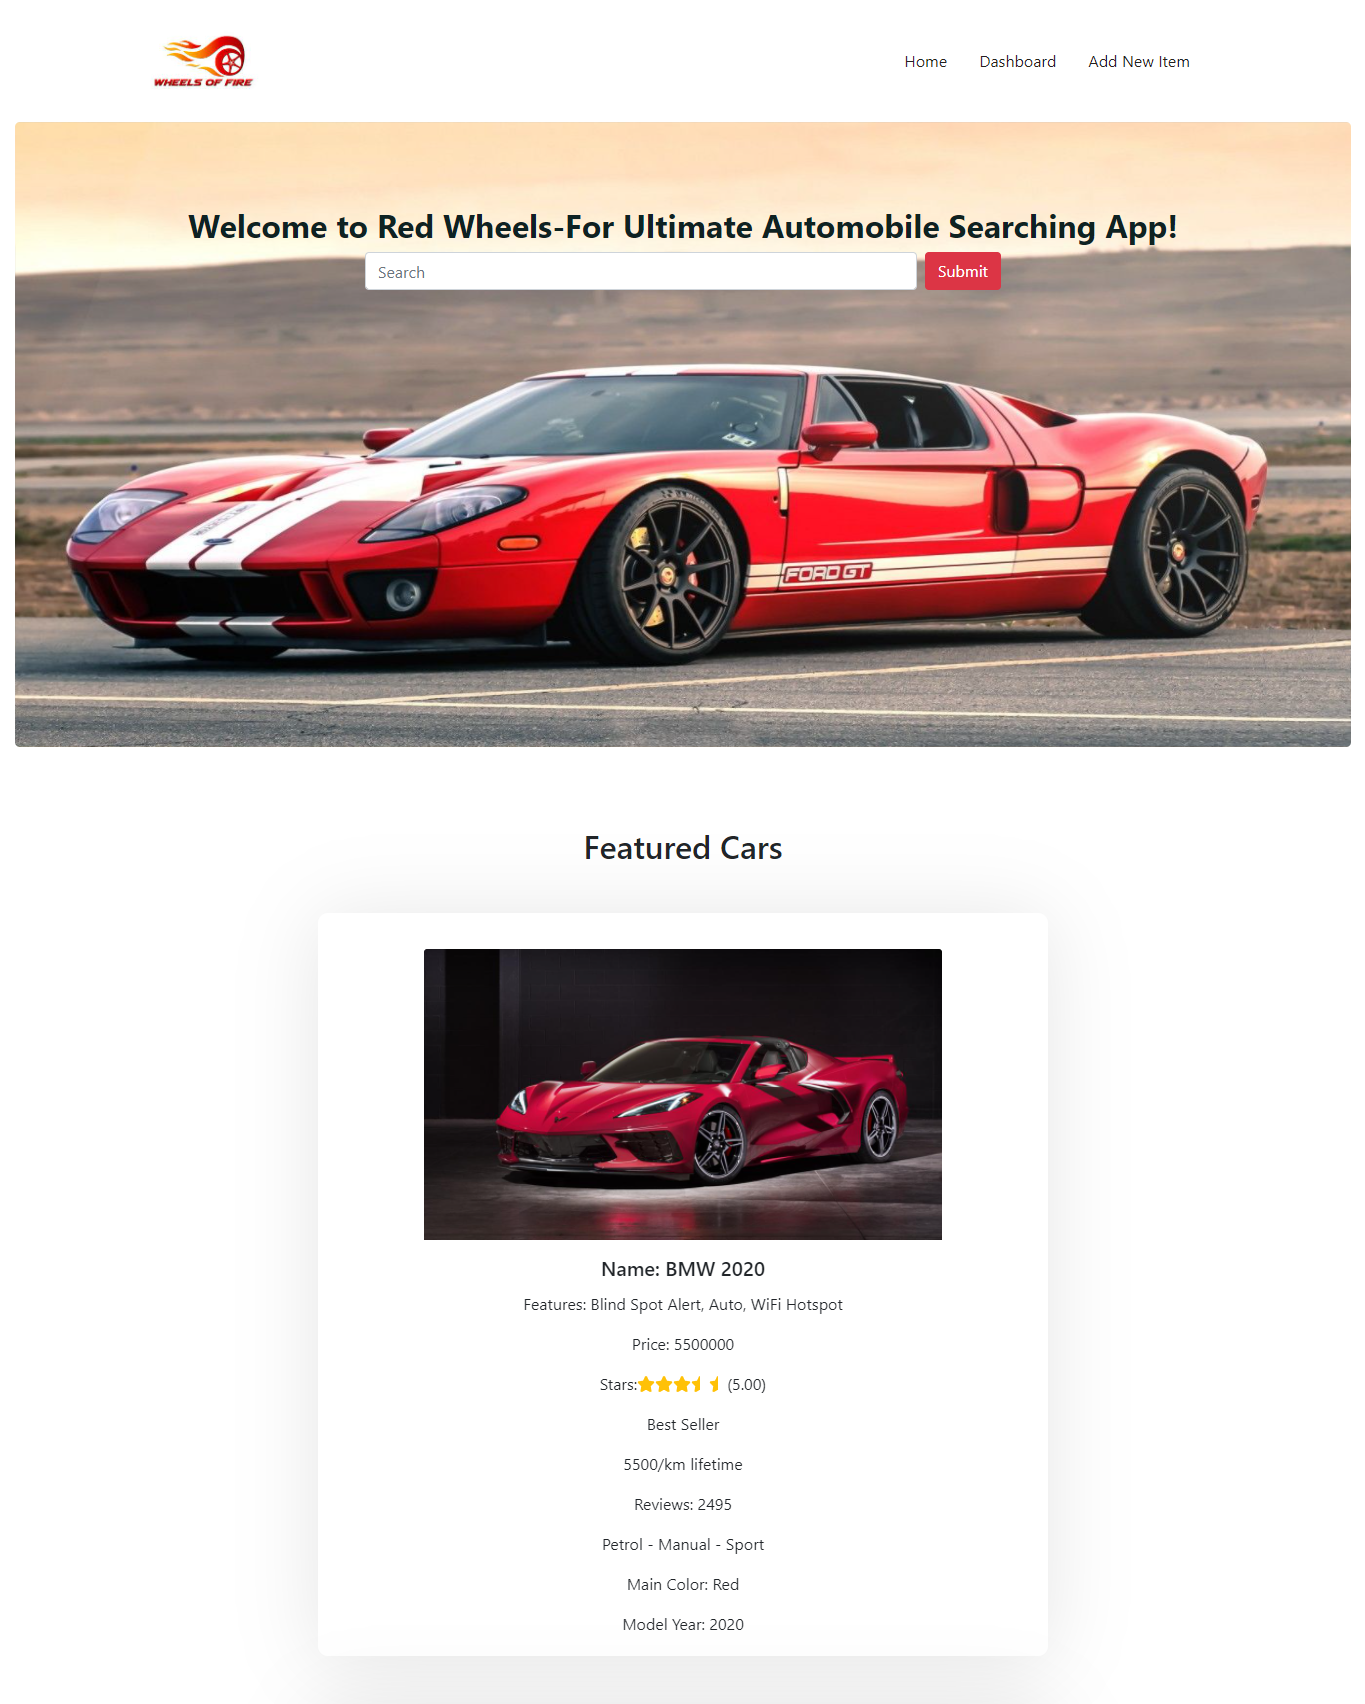 WHEELS OF FIRE
Home Dashboard Add New Item
Welcome to Red Wheels-For Ultimate Automobile Searching App!
Search Submit
FORD GT
Featured Cars
Name: BMW 2020
Features: Blind Spot Alert, Auto, WiFi Hotspot
Price: 5500000
Stars: (5.00)
Best Seller
5500/km lifetime
Reviews: 2495
Petrol - Manual - Sport
Main Color: Red
Model Year: 2020